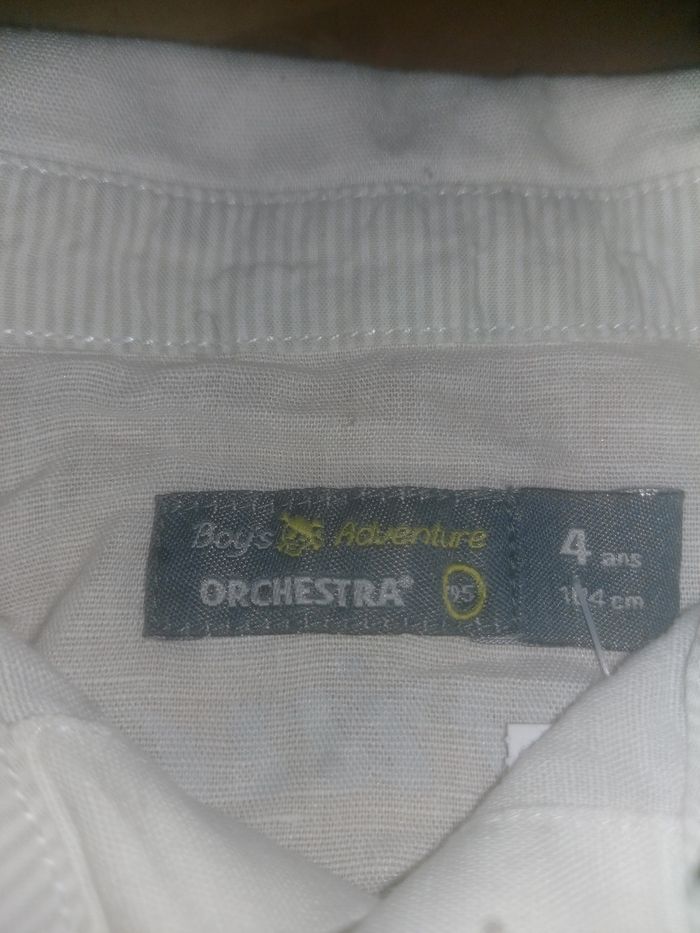 Boy's Adventure
ORCHESTRA® 95
4 ans
104 cm